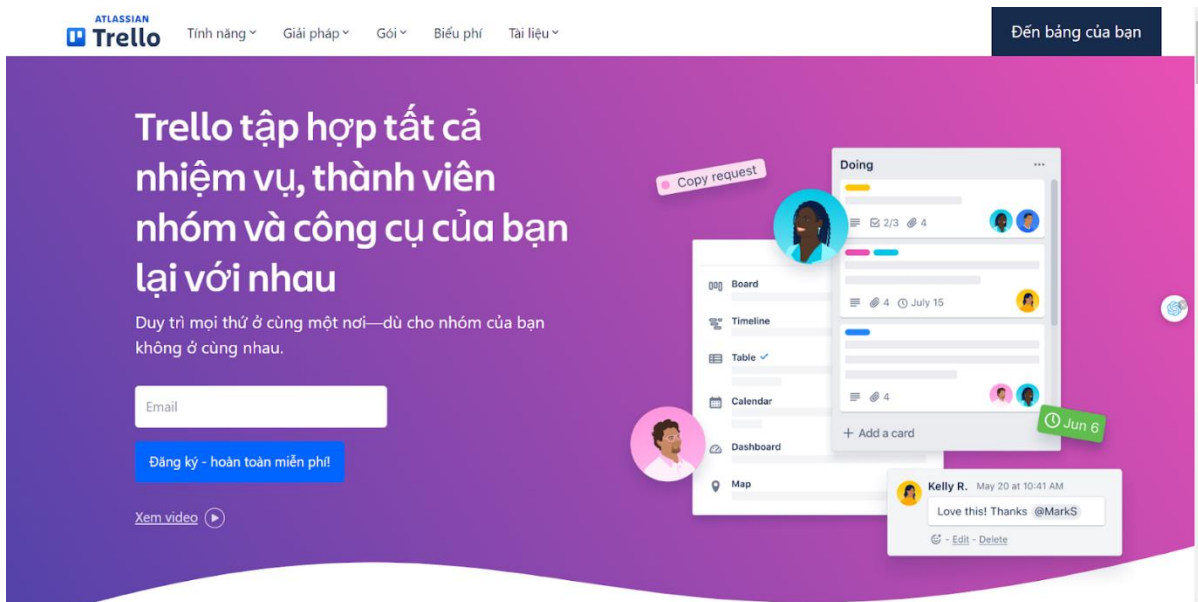 ATLASSIAN
Trello
Tính năng
Giải pháp
Gói
Biểu phí
Tài liệu
Đến bảng của bạn
Trello tập hợp tất cả
nhiệm vụ, thành viên
nhóm và công cụ của bạn
lại với nhau
Duy trì mọi thứ ở cùng một nơi—dù cho nhóm của bạn
không ở cùng nhau.
Email
Đăng ký - hoàn toàn miễn phí!
Xem video
Copy request
Board
Timeline
Table
Calendar
Dashboard
Map
Doing
2/3 4
4 July 15
4
+ Add a card
Jun 6
Kelly R. May 20 at 10:41 AM
Love this! Thanks @MarkS
- Edit - Delete